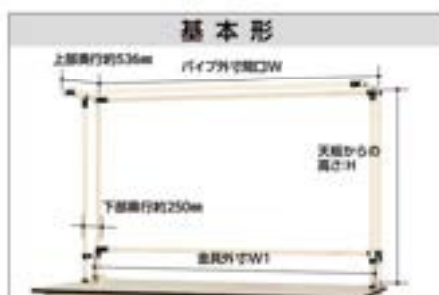 基本形
上部奥行約536㎜
パイプ外寸間口W
天板からの
高さ:H
下部奥行約250㎜
金具外寸W1